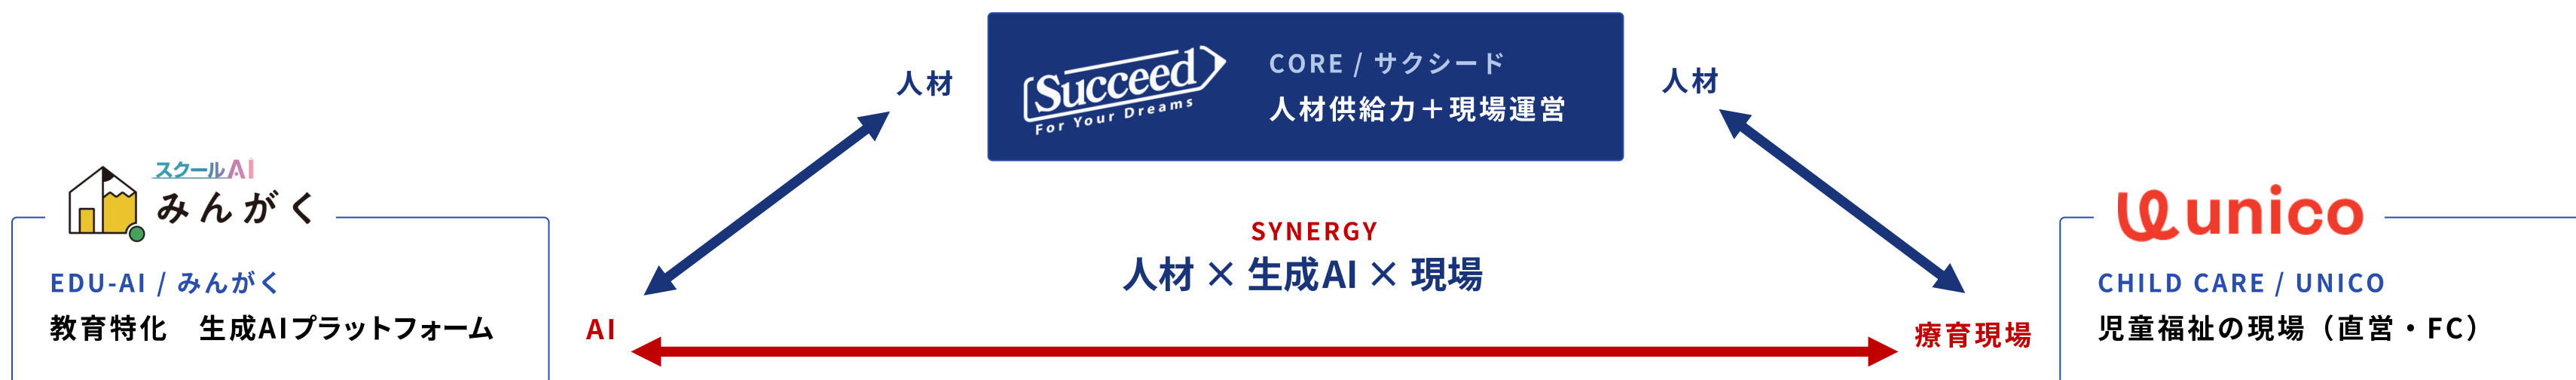 Succeed
For Your Dreams
CORE / サクシード
人材供給力＋現場運営
人材
人材
スクールAI
みんがく
EDU-AI / みんがく
教育特化　生成AIプラットフォーム
SYNERGY
人材 × 生成AI × 現場
AI
療育現場
unico
CHILD CARE / UNICO
児童福祉の現場（直営・FC）